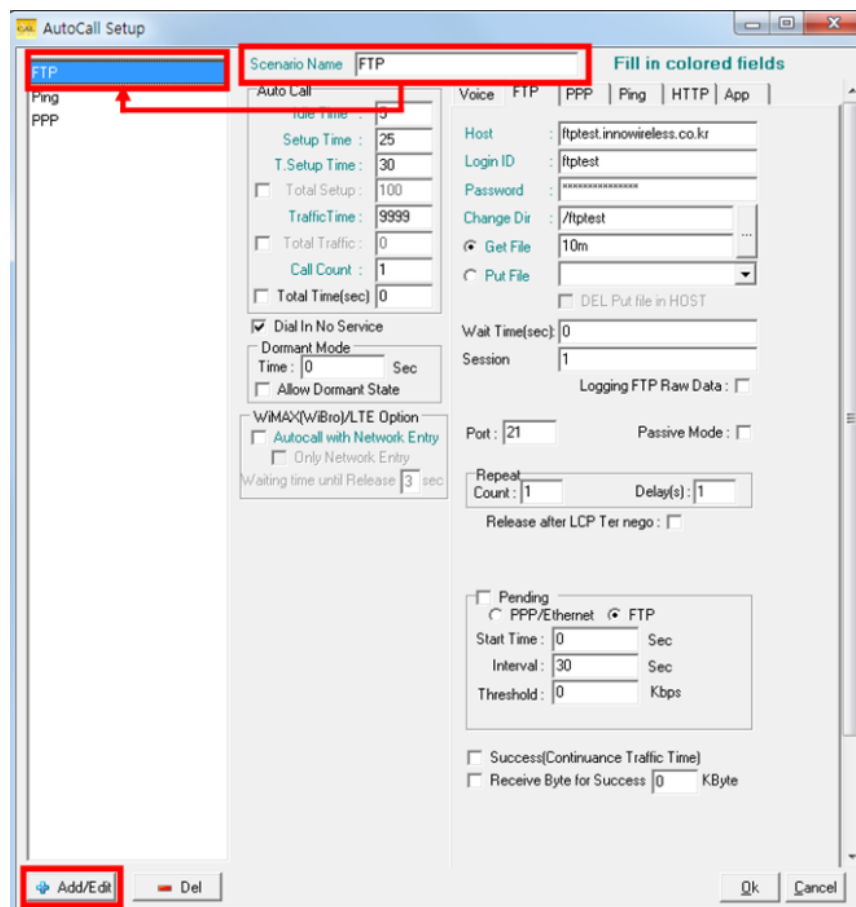 CAL AutoCall Setup
FTP
Ping
PPP
Scenario Name FTP Fill in colored fields
Auto Call
Idle Time : 5
Setup Time : 25
T.Setup Time : 30
Total Setup : 100
TrafficTime : 9999
Total Traffic : 0
Call Count : 1
Total Time(sec) 0
Dial In No Service
Dormant Mode
Time : 0 Sec
Allow Dormant State
WiMAX(WiBro)/LTE Option
Autocall with Network Entry
Only Network Entry
Waiting time until Release 3 sec
Voice FTP PPP Ping HTTP App
Host : ftptest.innowireless.co.kr
Login ID : ftptest
Password : ***************
Change Dir : /ftptest
...
Get File 10m
Put File
DEL Put file in HOST
Wait Time(sec): 0
Session 1
Logging FTP Raw Data :
Port : 21 Passive Mode :
Repeat
Count : 1 Delay(s) : 1
Release after LCP Ter nego :
Pending
PPP/Ethernet FTP
Start Time : 0 Sec
Interval : 30 Sec
Threshold : 0 Kbps
Success(Continuance Traffic Time)
Receive Byte for Success 0 KByte
Add/Edit Del Ok Cancel